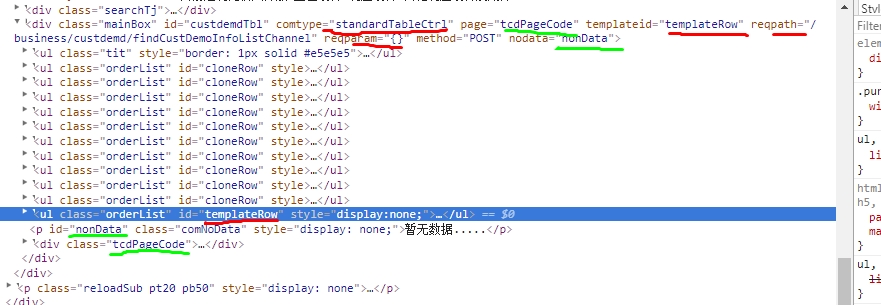 <div class="searchTj">…</div>
<div class="mainBox" id="custdemdTbl" comtype="standardTableCtrl" page="tcdPageCode" templateid="templateRow" reqpath="/
business/custdemd/findCustDemoInfoListChannel" reqparam="{}" method="POST" nodata="nonData">
<ul class="tit" style="border: 1px solid #e5e5e5">…</ul>
<ul class="orderList" id="cloneRow" style>…</ul>
<ul class="orderList" id="cloneRow" style>…</ul>
<ul class="orderList" id="cloneRow" style>…</ul>
<ul class="orderList" id="cloneRow" style>…</ul>
<ul class="orderList" id="cloneRow" style>…</ul>
<ul class="orderList" id="cloneRow" style>…</ul>
<ul class="orderList" id="cloneRow" style>…</ul>
<ul class="orderList" id="cloneRow" style>…</ul>
<ul class="orderList" id="cloneRow" style>…</ul>
<ul class="orderList" id="cloneRow" style>…</ul>
<ul class="orderList" id="templateRow" style="display:none;">…</ul> == $0
<p id="nonData" class="comNoData" style="display: none;">暂无数据.....</p>
<div class="tcdPageCode">…</div>
</div>
</div>
<p class="reloadSub pt20 pb50" style="display: none">…</p>
Styl
Filter
elem
di
}
.pur
wi
}
ul,
li
}
html
h5,
pa
ma
}
ul,
li